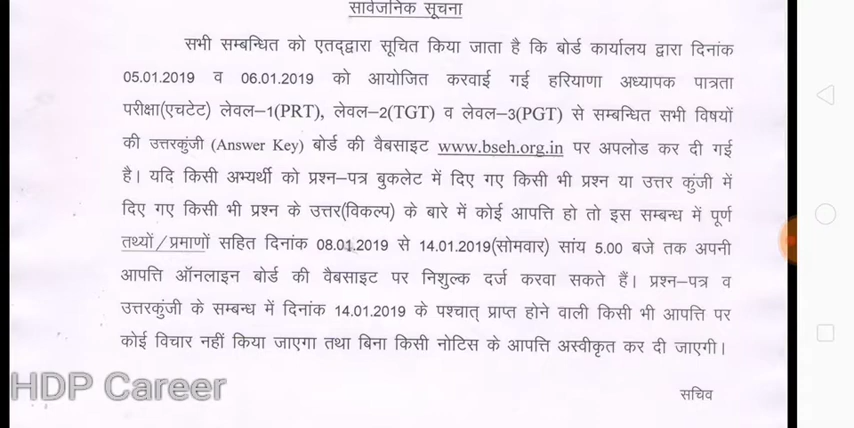 सार्वजनिक सूचना
सभी सम्बन्धित को एतद्द्वारा सूचित किया जाता है कि बोर्ड कार्यालय द्वारा दिनांक
05.01.2019 व 06.01.2019 को आयोजित करवाई गई हरियाणा अध्यापक पात्रता
परीक्षा(एचटेट) लेवल-1(PRT), लेवल-2(TGT) व लेवल-3(PGT) से सम्बन्धित सभी विषयों
की उत्तरकुंजी (Answer Key) बोर्ड की वैबसाइट www.bseh.org.in पर अपलोड कर दी गई
है। यदि किसी अभ्यर्थी को प्रश्न-पत्र बुकलेट में दिए गए किसी भी प्रश्न या उत्तर कुंजी में
दिए गए किसी भी प्रश्न के उत्तर(विकल्प) के बारे में कोई आपत्ति हो तो इस सम्बन्ध में पूर्ण
तथ्यों/प्रमाणों सहित दिनांक 08.01.2019 से 14.01.2019(सोमवार) सांय 5.00 बजे तक अपनी
आपत्ति ऑनलाइन बोर्ड की वैबसाइट पर निशुल्क दर्ज करवा सकते हैं। प्रश्न-पत्र व
उत्तरकुंजी के सम्बन्ध में दिनांक 14.01.2019 के पश्चात् प्राप्त होने वाली किसी भी आपत्ति पर
कोई विचार नहीं किया जाएगा तथा बिना किसी नोटिस के आपत्ति अस्वीकृत कर दी जाएगी।
HDP Career
सचिव